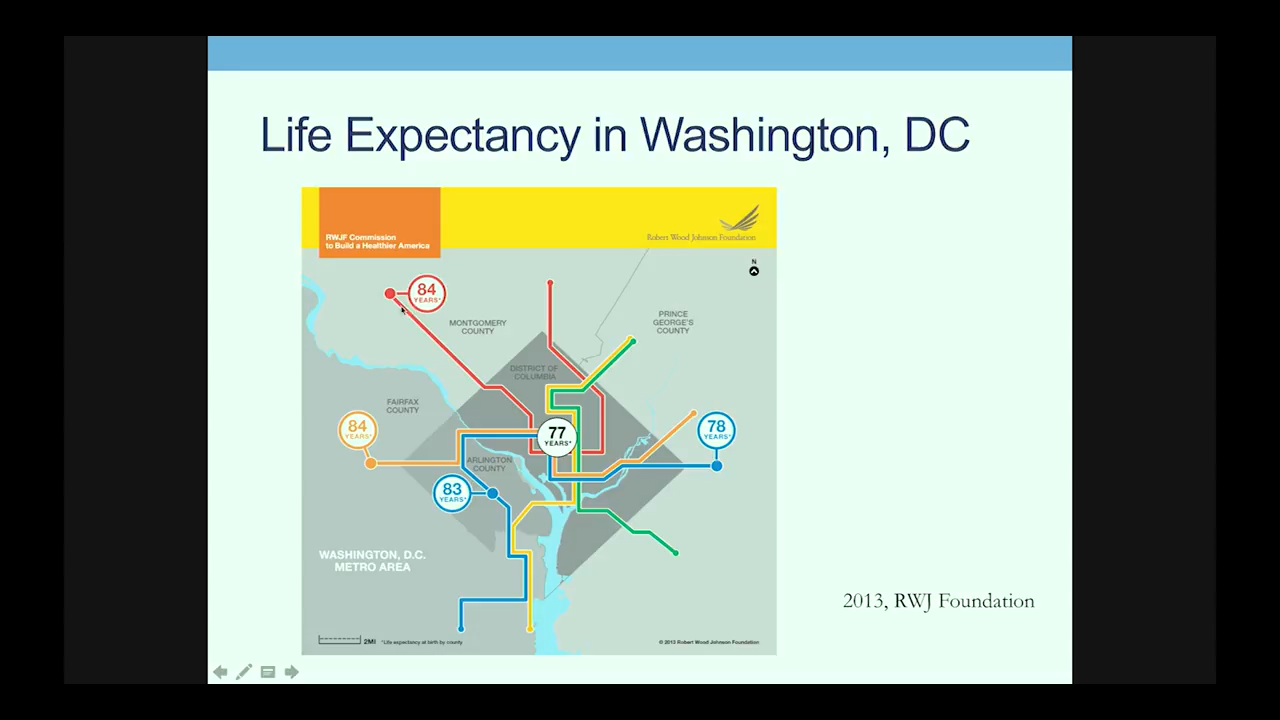 Life Expectancy in Washington, DC
RWJF Commission
to Build a Healthier America
Robert Wood Johnson Foundation
N
84
YEARS*
MONTGOMERY
COUNTY
PRINCE
GEORGE'S
COUNTY
DISTRICT OF
COLUMBIA
FAIRFAX
COUNTY
84
YEARS*
77
YEARS*
78
YEARS*
ARLINGTON
COUNTY
83
YEARS*
WASHINGTON, D.C.
METRO AREA
2013, RWJ Foundation
2MI
*Life expectancy at birth by county
© 2013 Robert Wood Johnson Foundation